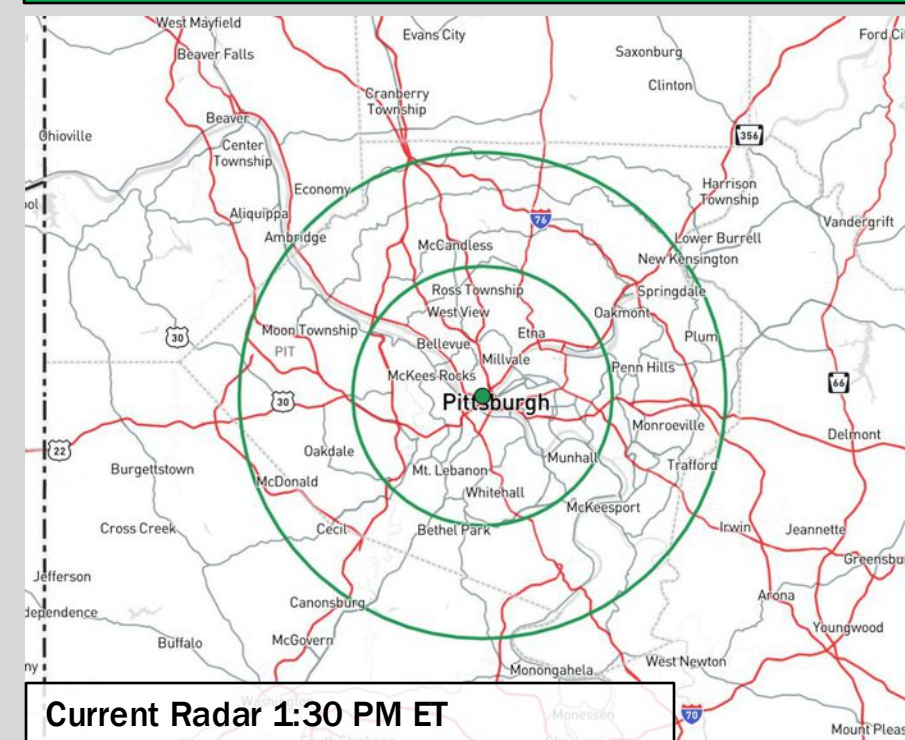 West Mayfield
Evans City
Ford Ci
Beaver Falls
Saxonburg
Clinton
Cranberry
Township
Beaver
Ohioville
356
Center
Township
Economy
Harrison
Township
ool
Aliquippa
76
Vandergrift
Ambridge
McCandless
Lower Burrell
New Kensington
Ross Township
Springdale
West View
Oakmont
Moon Township
Etna
30
Plum
PIT
Bellevue
Millvale
Penn Hills
McKees Rocks
66
30
Pittsburgh
Monroeville
Delmont
22
Oakdale
Munhall
Burgettstown
Mt. Lebanon
Trafford
McDonald
Whitehall
McKeesport
Cross Creek
Cecil
Bethel Park
Irwin
Jeannette
Greensbu
Jefferson
Arona
dependence
Canonsburg
Youngwood
Buffalo
McGovern
ny
Monongahela
West Newton
Current Radar 1:30 PM ET
Monessen
70
Mount Pleas